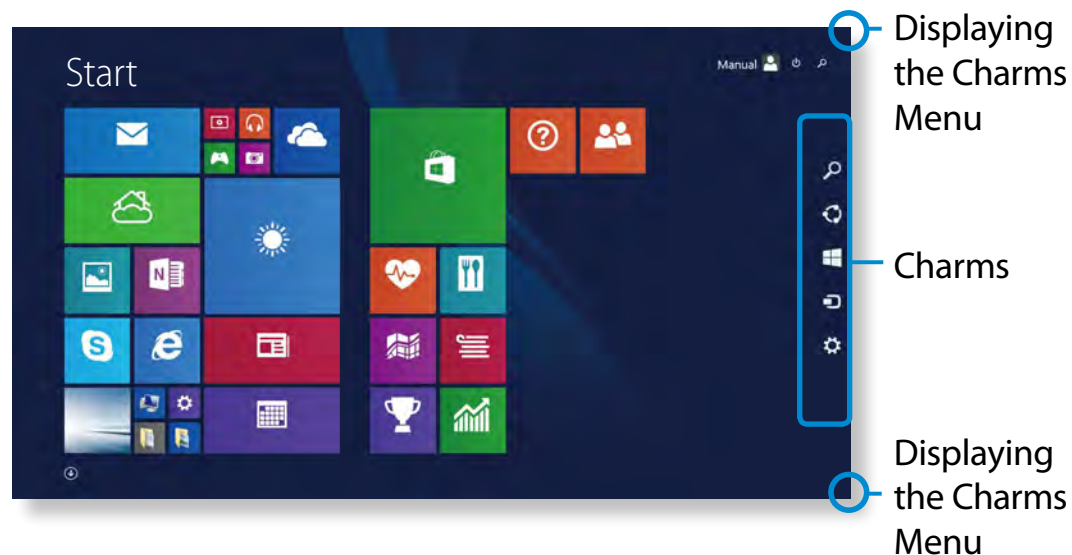 Displaying
the Charms
Menu
Start
Manual
N
S
Charms
Displaying
the Charms
Menu